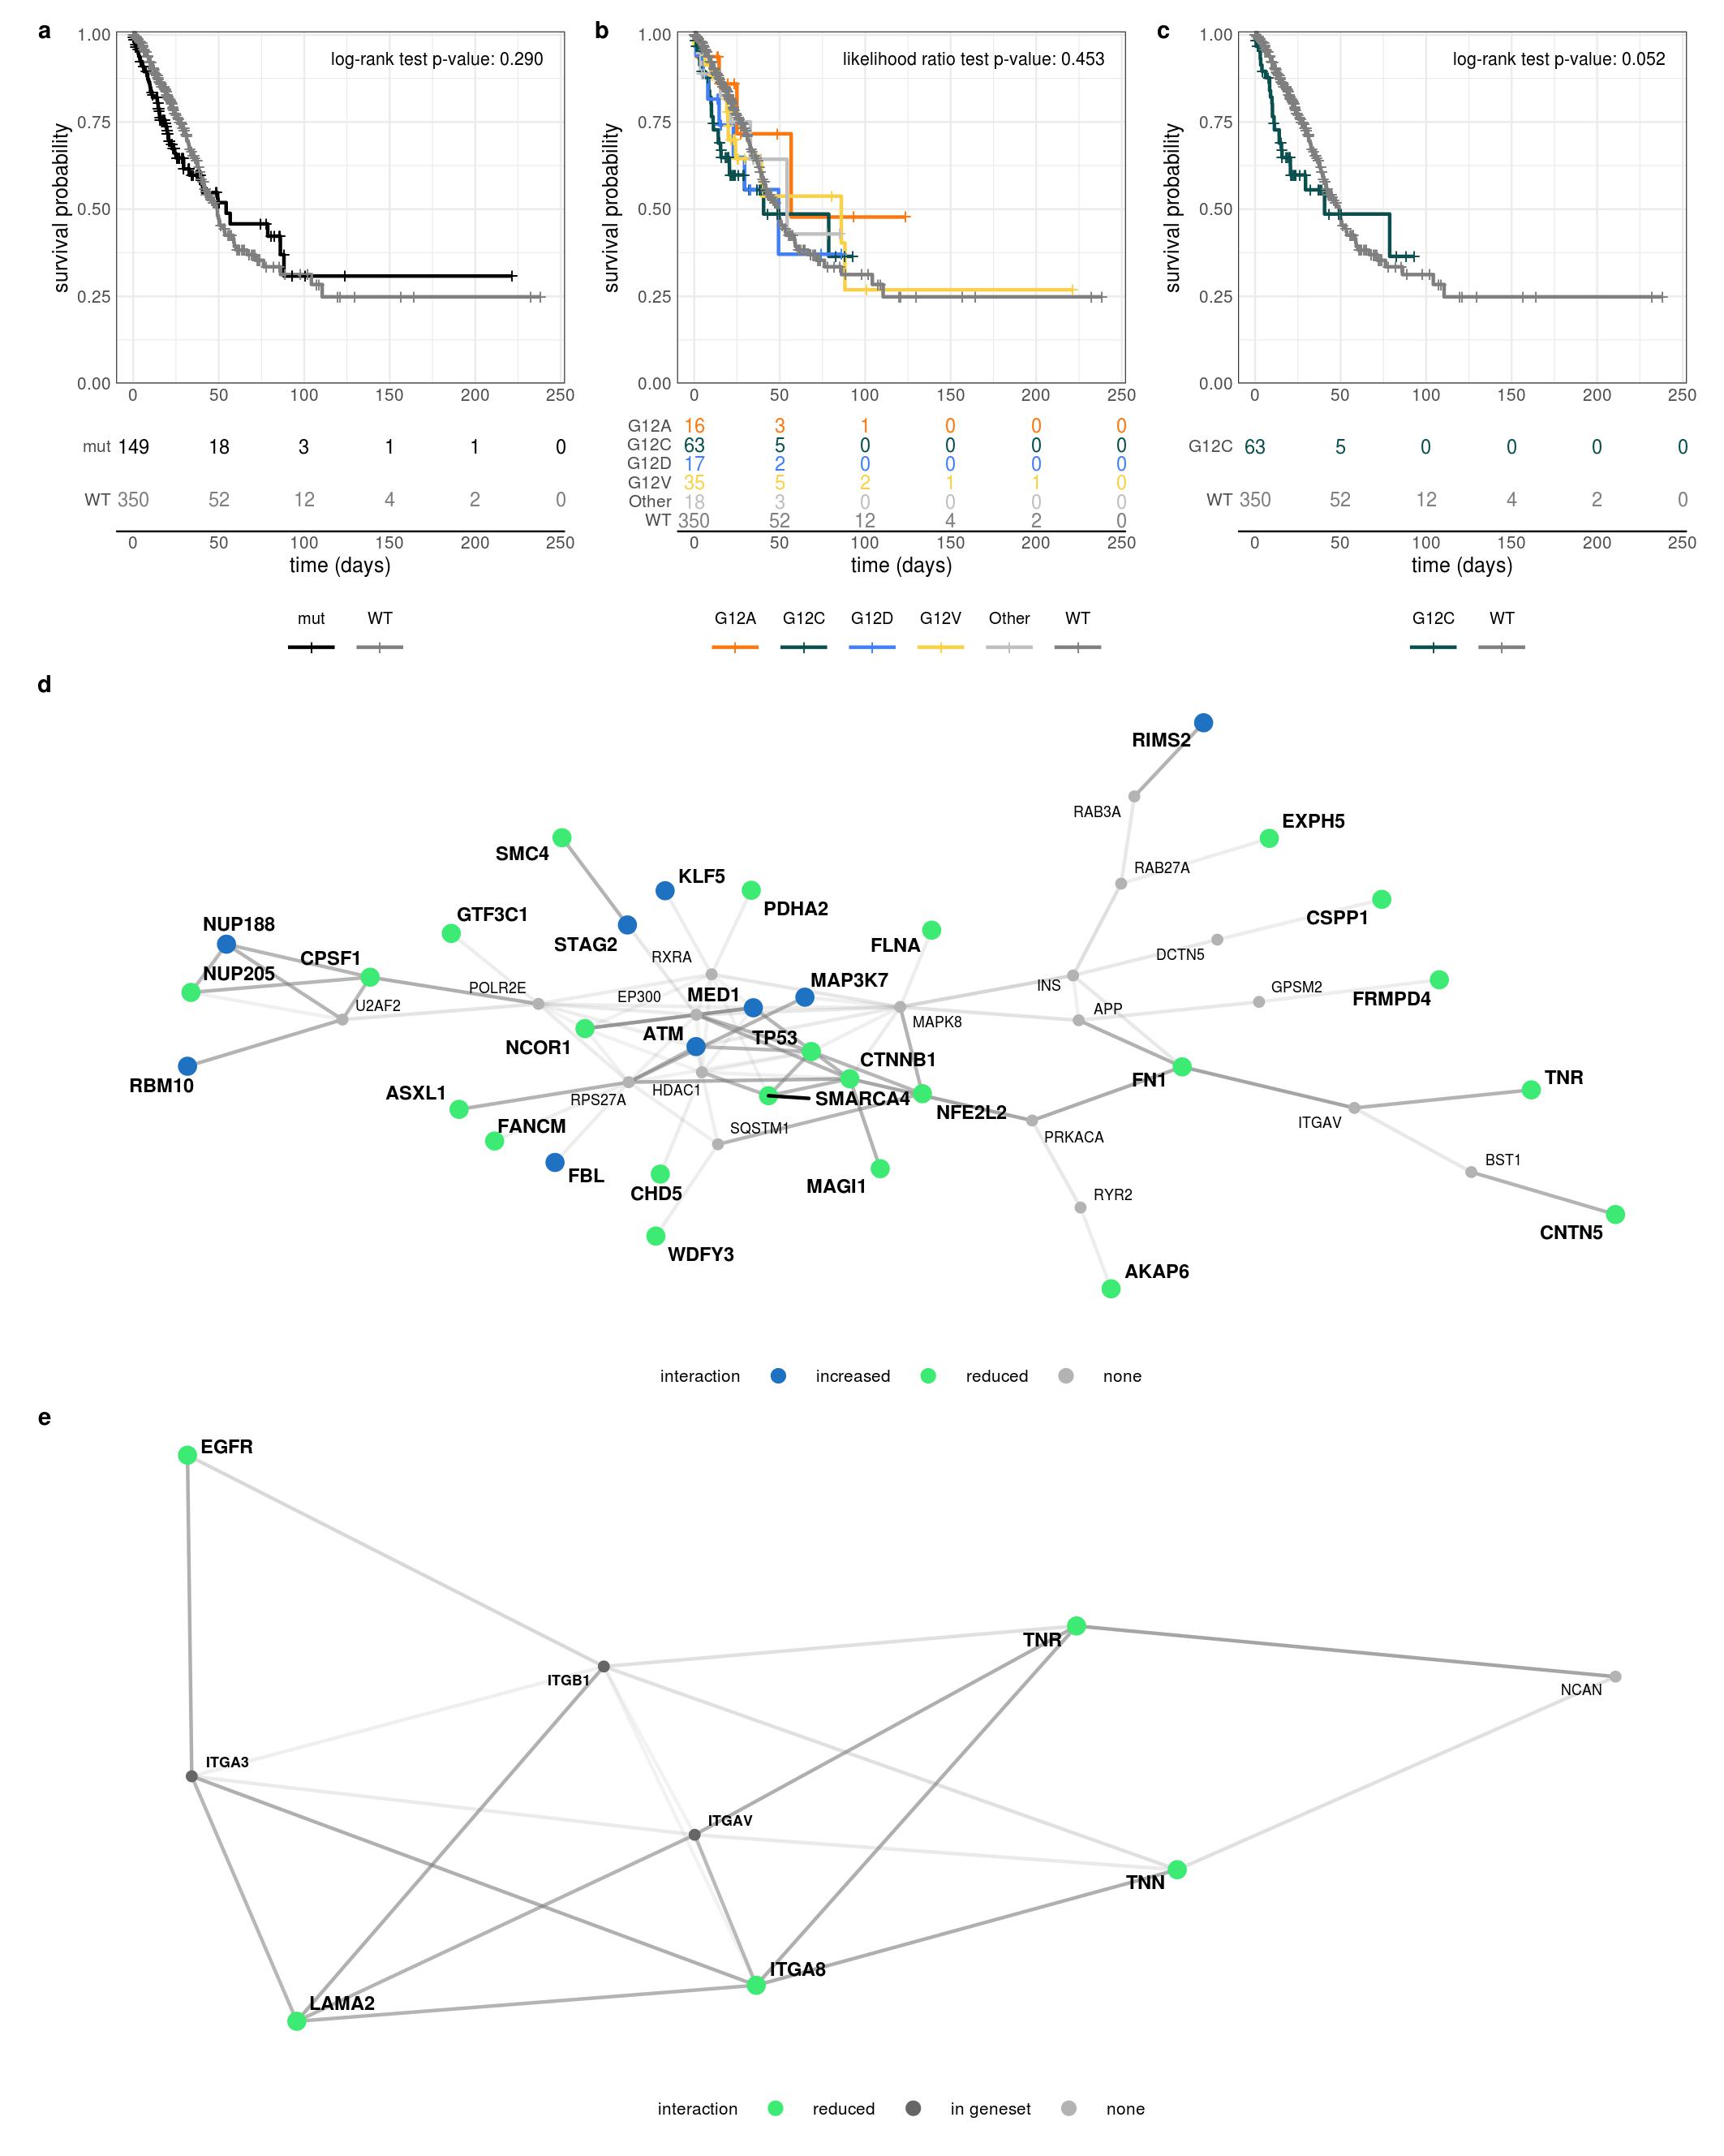 a
1.00
0.75
0.50
0.25
0.00
survival probability
log-rank test p-value: 0.290
0 50 100 150 200 250
mut 149 18 3 1 1 0
WT 350 52 12 4 2 0
0 50 100 150 200 250
time (days)
mut WT
b
1.00
0.75
0.50
0.25
0.00
survival probability
likelihood ratio test p-value: 0.453
0 50 100 150 200 250
G12A 16 3 1 0 0 0
G12C 63 5 0 0 0 0
G12D 17 2 0 0 0 0
G12V 35 5 2 1 1 0
Other 18 3 0 0 0 0
WT 350 52 12 4 2 0
0 50 100 150 200 250
time (days)
G12A G12C G12D G12V Other WT
c
1.00
0.75
0.50
0.25
0.00
survival probability
log-rank test p-value: 0.052
0 50 100 150 200 250
G12C 63 5 0 0 0 0
WT 350 52 12 4 2 0
0 50 100 150 200 250
time (days)
G12C WT
d
RIMS2
RAB3A
EXPH5
SMC4
RAB27A
KLF5
PDHA2
GTF3C1
CSPP1
NUP188
STAG2
FLNA
CPSF1
RXRA
DCTN5
NUP205
MAP3K7
POLR2E
INS
GPSM2
EP300
MED1
FRMPD4
U2AF2
APP
MAPK8
ATM
TP53
NCOR1
CTNNB1
RBM10
FN1
TNR
ASXL1
HDAC1
RPS27A
SMARCA4
NFE2L2
FANCM
SQSTM1
ITGAV
PRKACA
BST1
FBL
MAGI1
CHD5
RYR2
CNTN5
WDFY3
AKAP6
interaction increased reduced none
e
EGFR
TNR
ITGB1
NCAN
ITGA3
ITGAV
TNN
ITGA8
LAMA2
interaction reduced in geneset none